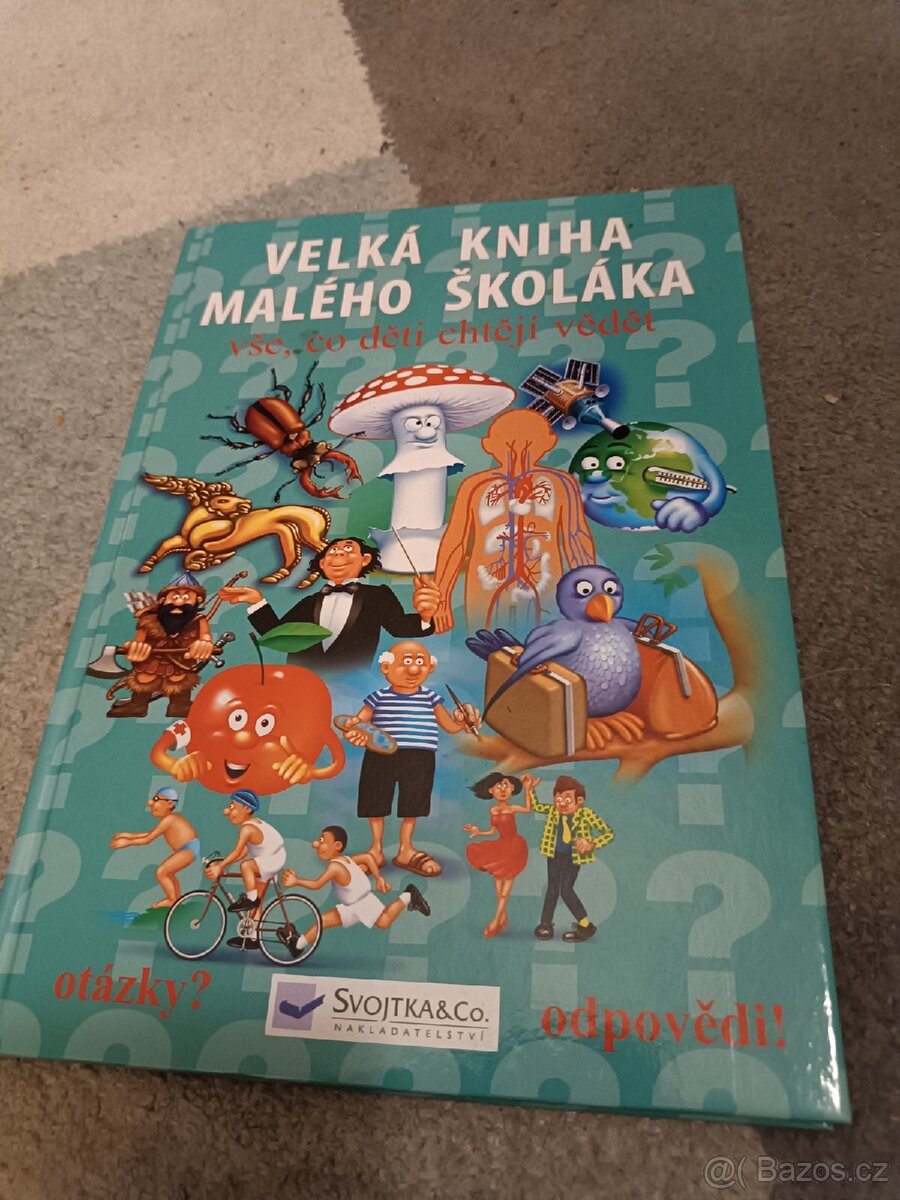 VELKÁ KNIHA
MALÉHO ŠKOLÁKA
vše, co děti chtějí vědět
otázky?
SVOJTKA&CO.
NAKLADATELSTVÍ
odpovědi!
@( Bazos.cz